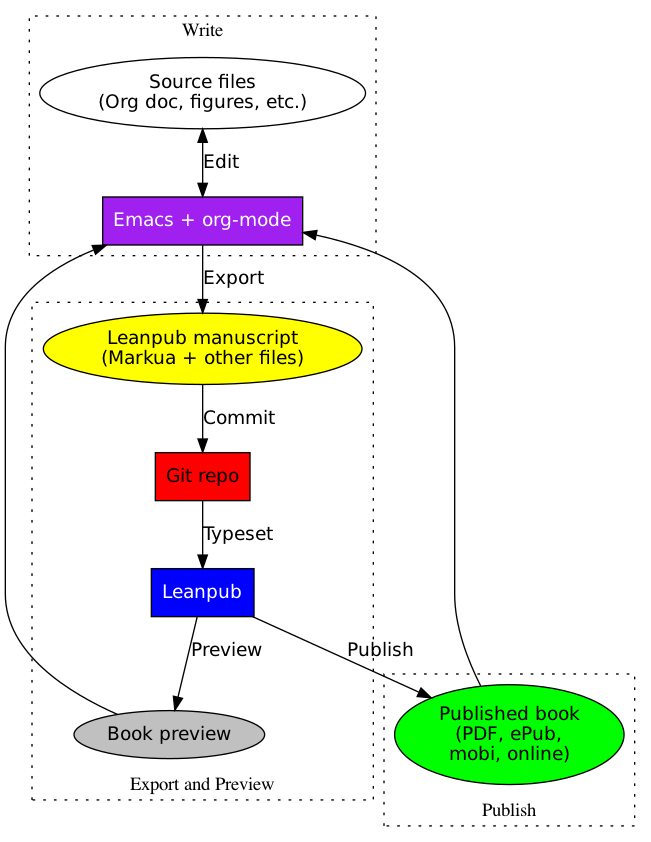 Write
Source files
(Org doc, figures, etc.)
Edit
Emacs + org-mode
Export
Leanpub manuscript
(Markua + other files)
Commit
Git repo
Typeset
Leanpub
Preview
Publish
Book preview
Published book
(PDF, ePub,
mobi, online)
Export and Preview
Publish